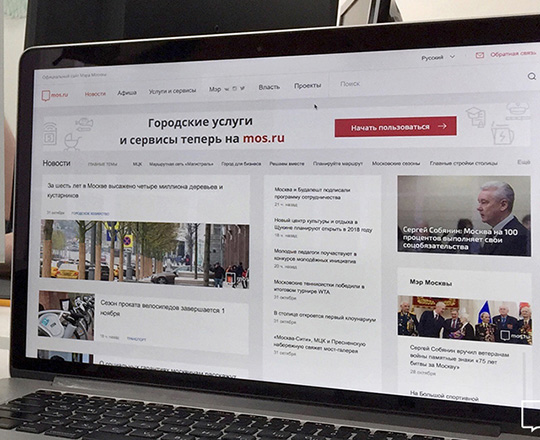 Официальный сайт Мэра Москвы
Русский
Обратная связь
mos.ru
Новости
Афиша
Услуги и сервисы
Мэр
Власть
Проекты
Поиск
Городские услуги
и сервисы теперь на mos.ru
Начать пользоваться
Новости
ГЛАВНЫЕ ТЕМЫ
МЦК
Маршрутная сеть «Магистраль»
Город для бизнеса
Решаем вместе
Планируйте маршрут
Московские сезоны
Главные стройки столицы
Ещё
За шесть лет в Москве высажено четыре миллиона деревьев и
кустарников
31 октября
ГОРОДСКОЕ ХОЗЯЙСТВО
Сезон проката велосипедов завершается 1
ноября
19 ч. назад
ТРАНСПОРТ
Москва и Будапешт подписали
программу сотрудничества
21 ч. назад
Новый центр культуры и отдыха в
Щукине планируют открыть в 2018 году
19 ч. назад
Молодые педагоги поучаствуют в
конкурсе молодёжных инициатив
20 ч. назад
Московские теннисистки победили в
итоговом турнире WTA
31 октября
В столице откроется первый клоунариум
31 октября
«Москва-Сити», МЦК и Пресненскую
набережную свяжет мост-галерея
31 октября
Сергей Собянин: Москва на 100
процентов выполняет свои
соцобязательства
Мэр Москвы
mos.ru
Сергей Собянин вручил ветеранам
войны памятные знаки «75 лет
битвы за Москву»
28 октября
На Большой спортивной